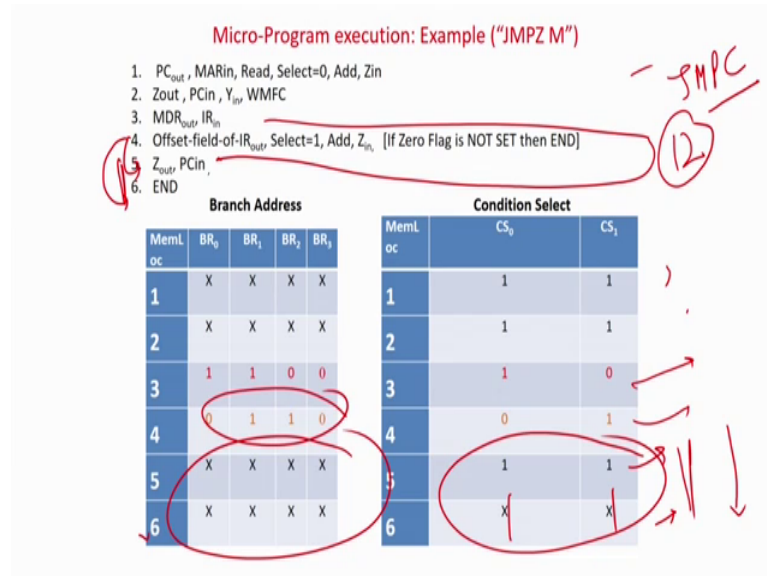 Micro-Program execution: Example ("JMPZ M")
1. PCout , MARin, Read, Select=0, Add, Zin
2. Zout , PCin , Yin, WMFC
3. MDRout, IRin
4. Offset-field-of-IRout, Select=1, Add, Zin, [If Zero Flag is NOT SET then END]
5. Zout, PCin
6. END
JMPC
12
Branch Address
MemL oc BR0 BR1 BR2 BR3
1 X X X X
2 X X X X
3 1 1 0 0
4 0 1 1 0
5 X X X X
6 X X X X
Condition Select
MemL oc CS0 CS1
1 1 1
2 1 1
3 1 0
4 0 1
5 1 1
6 X X